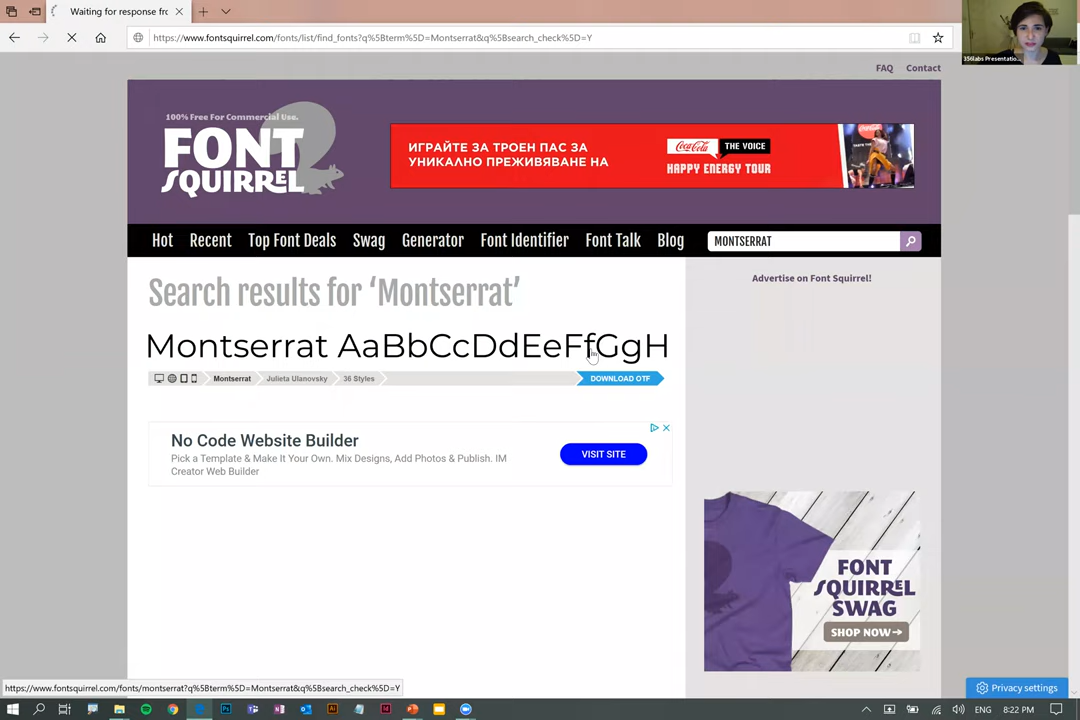 Waiting for response fro
https://www.fontsquirrel.com/fonts/list/find_fonts?q%5Bterm%5D=Montserrat&q%5Bsearch_check%5D=Y
356labs Presentatio...
FAQ Contact
100% Free For Commercial Use.
FONT
SQUIRREL
ИГРАЙТЕ ЗА ТРОЕН ПАС ЗА
УНИКАЛНО ПРЕЖИВЯВАНЕ НА
Coca-Cola THE VOICE
HAPPY ENERGY TOUR
Hot Recent Top Font Deals Swag Generator Font Identifier Font Talk Blog MONTSERRAT
Search results for ‘Montserrat’
Advertise on Font Squirrel!
Montserrat AaBbCcDdEeFfGgH
Montserrat Julieta Ulanovsky 36 Styles DOWNLOAD OTF
No Code Website Builder
Pick a Template & Make It Your Own. Mix Designs, Add Photos & Publish. IM
Creator Web Builder
VISIT SITE
FONT
SQUIRREL
SWAG
SHOP NOW→
https://www.fontsquirrel.com/fonts/montserrat?q%5Bterm%5D=Montserrat&q%5Bsearch_check%5D=Y
Privacy settings
ENG 8:22 PM